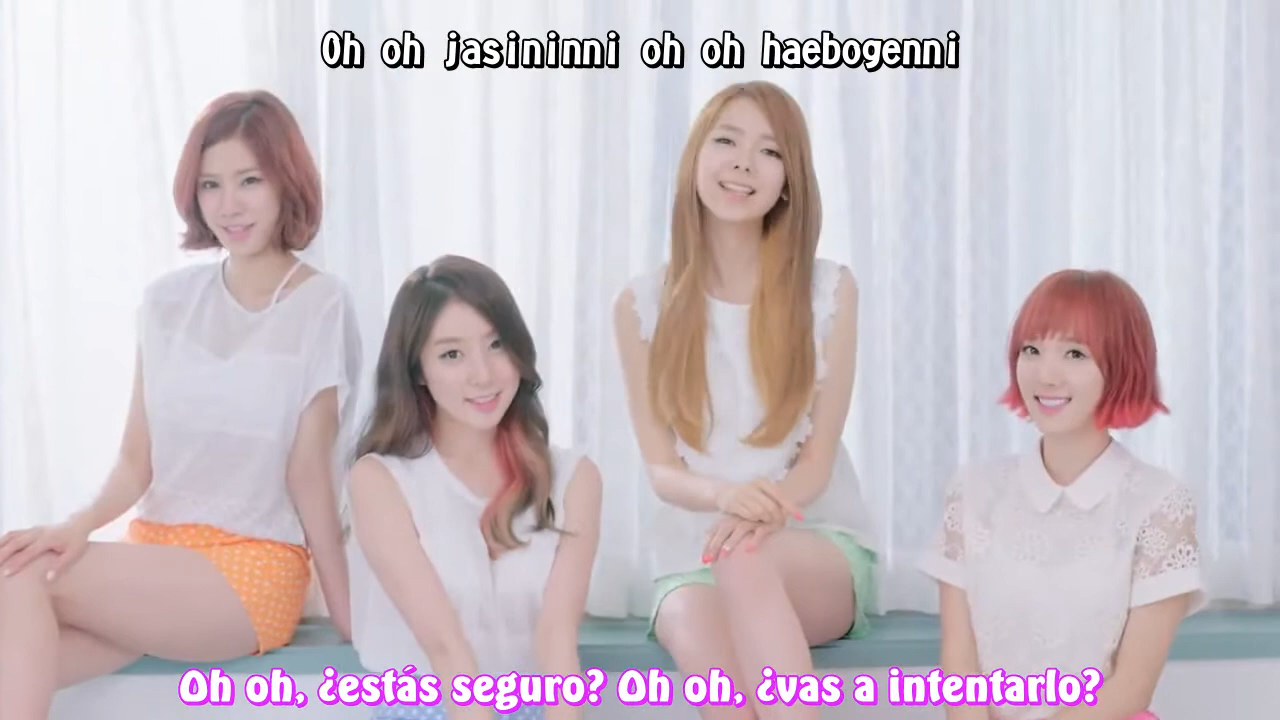 Oh oh jasininni oh oh haebogenni
Oh oh, ¿estás seguro? Oh oh, ¿vas a intentarlo?